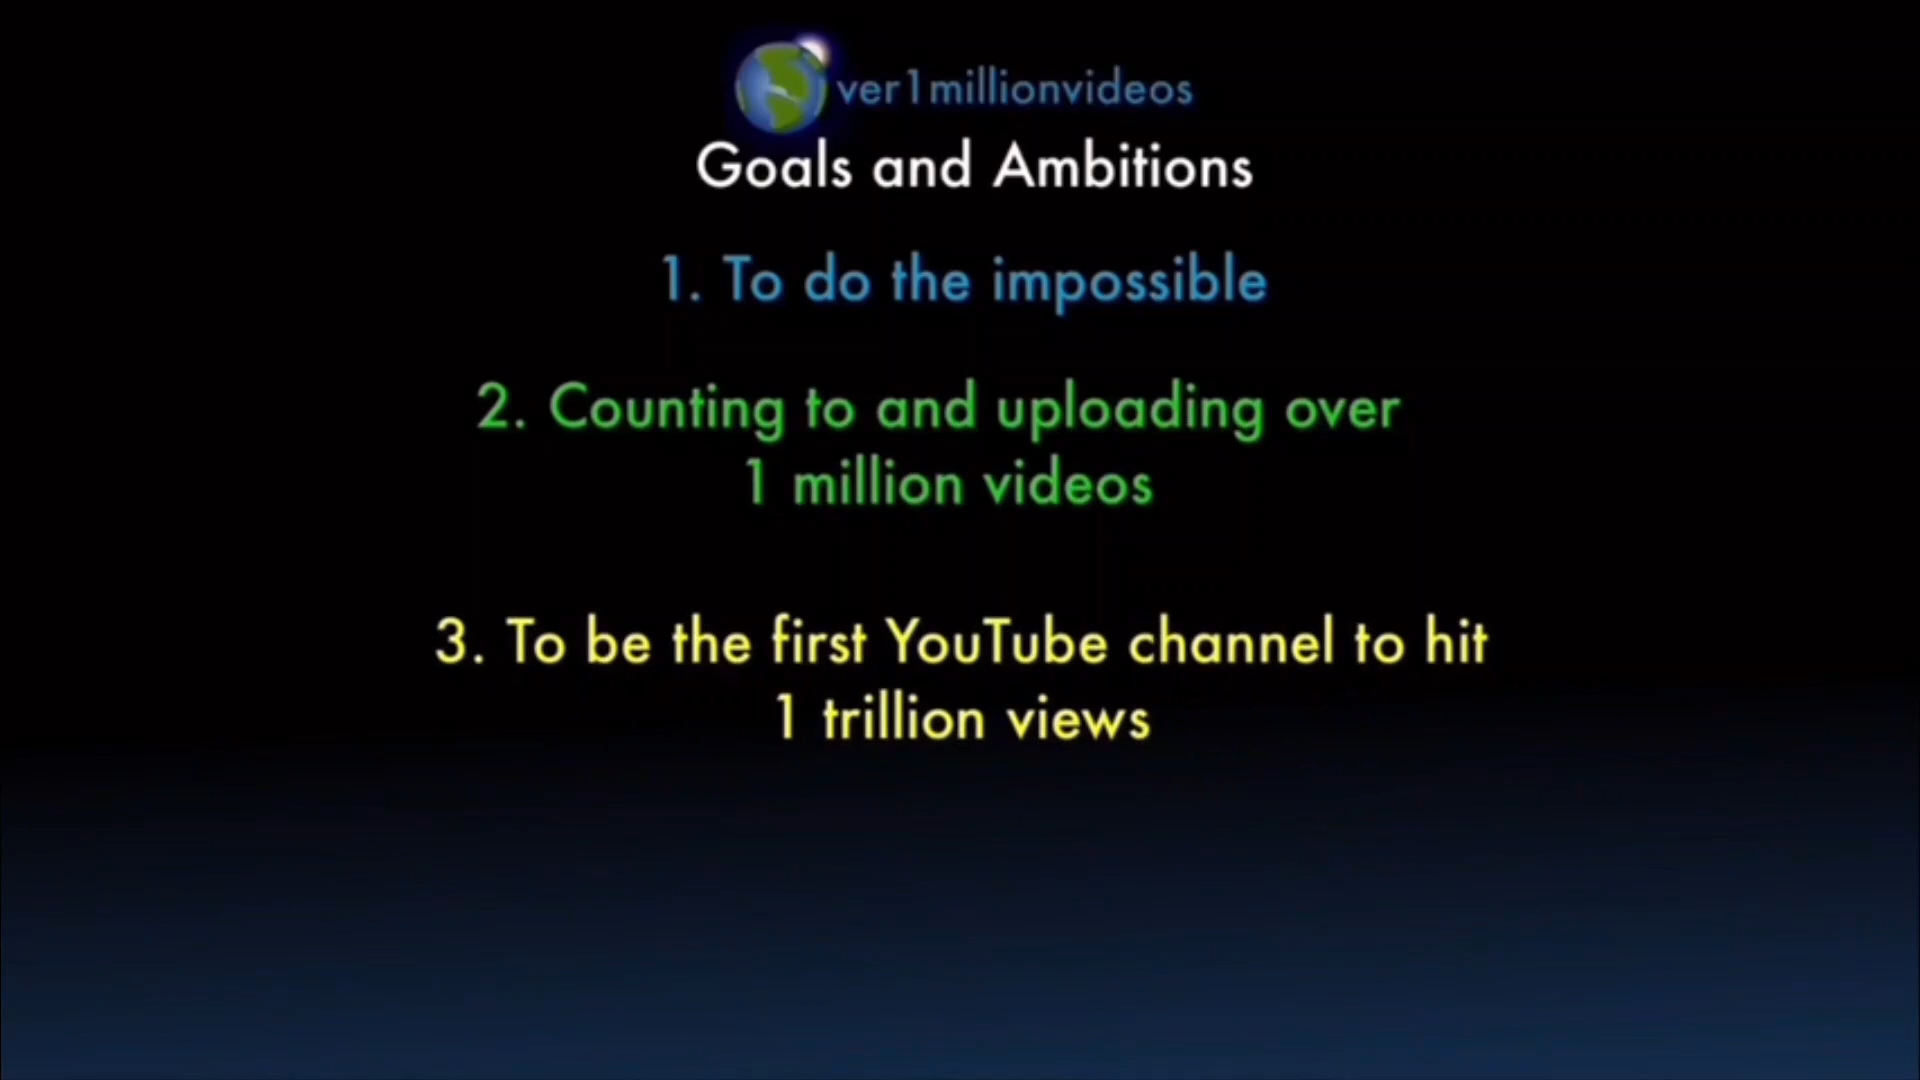 ver1millionvideos
Goals and Ambitions
1. To do the impossible
2. Counting to and uploading over
1 million videos
3. To be the first YouTube channel to hit
1 trillion views